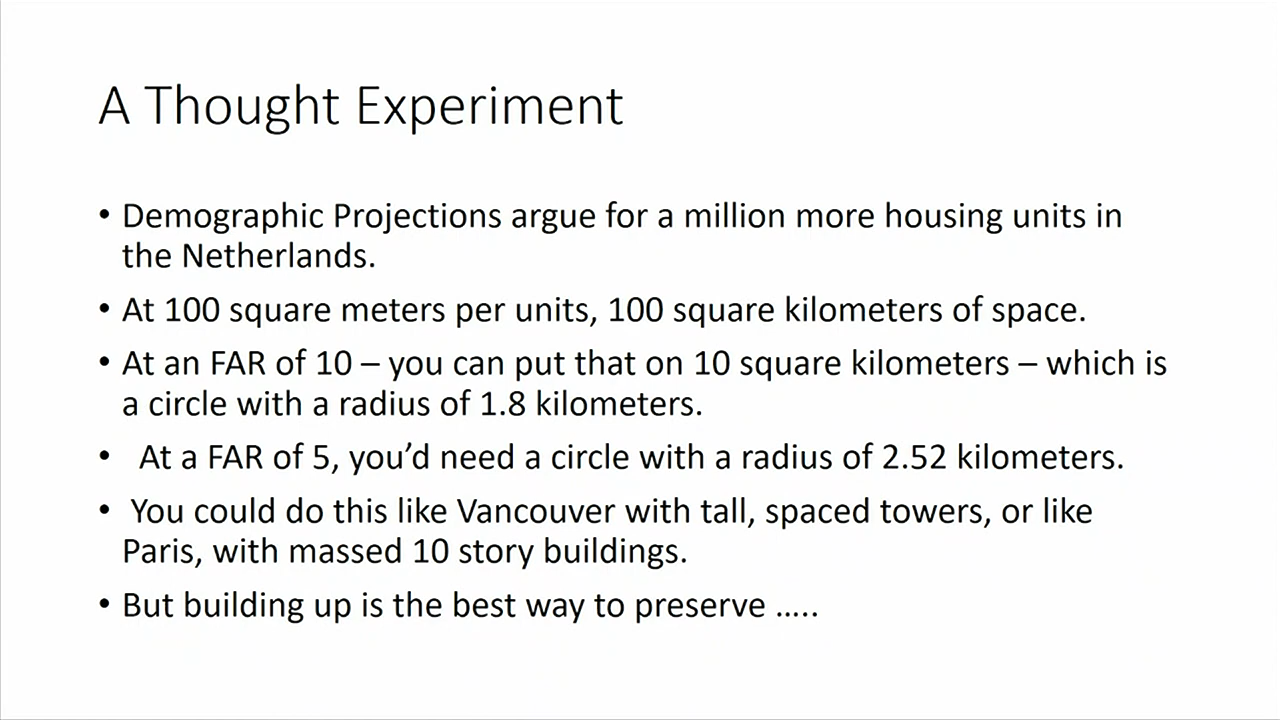 A Thought Experiment
• Demographic Projections argue for a million more housing units in
the Netherlands.
• At 100 square meters per units, 100 square kilometers of space.
• At an FAR of 10 – you can put that on 10 square kilometers – which is
a circle with a radius of 1.8 kilometers.
• At a FAR of 5, you’d need a circle with a radius of 2.52 kilometers.
• You could do this like Vancouver with tall, spaced towers, or like
Paris, with massed 10 story buildings.
• But building up is the best way to preserve …..